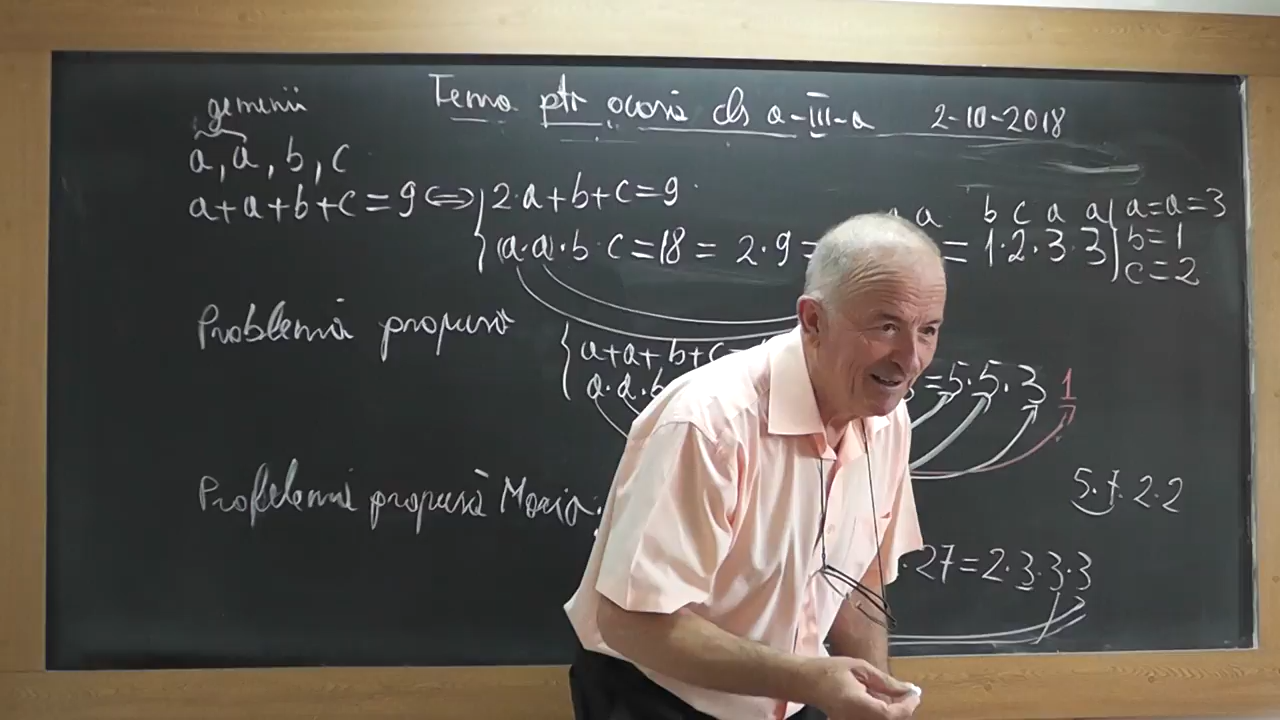 Tema ptr acasă cls a-III-a 2-10-2018
gemenii
a, a, b, c
a+a+b+c=9 ⇔ 2·a+b+c=9
(a·a)·b·c=18= 2·9= = 1·2·3·3
b c a a
a=a=3
b=1
c=2
Problemă propusă
a+a+b+c
a·a·b =5·5·3 1
Problemă propusă Maria:
5·7·2·2
·27=2·3·3·3